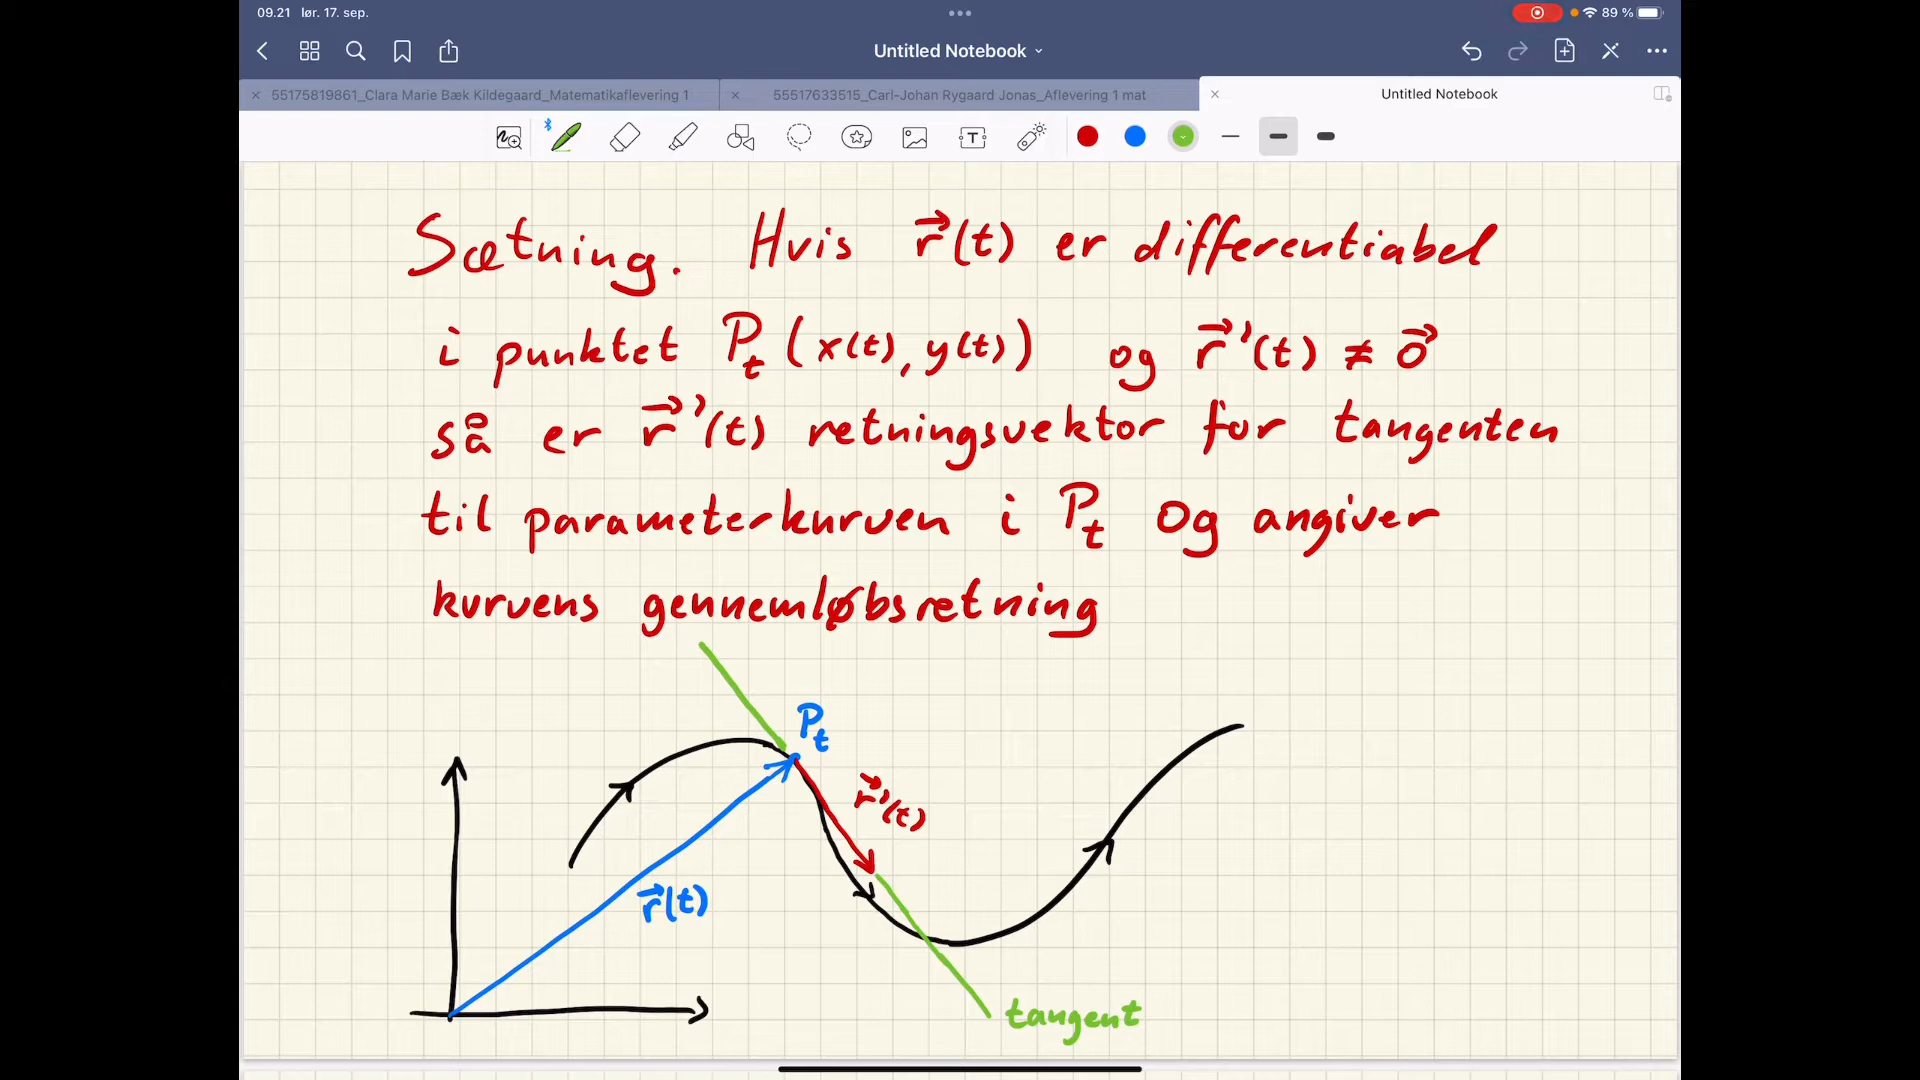 09.21 lør. 17. sep.
89 %
Untitled Notebook
55175819861_Clara Marie Bæk Kildegaard_Matematikaflevering 1
55517633515_Carl-Johan Rygaard Jonas_Aflevering 1 mat
Untitled Notebook
T
Sætning. Hvis r⃗(t) er differentiabel
i punktet Pₜ(x(t), y(t)) og r⃗'(t) ≠ o⃗
så er r⃗'(t) retningsvektor for tangenten
til parameterkurven i Pₜ og angiver
kurvens gennemløbsretning
Pₜ
r⃗'(t)
r⃗(t)
tangent